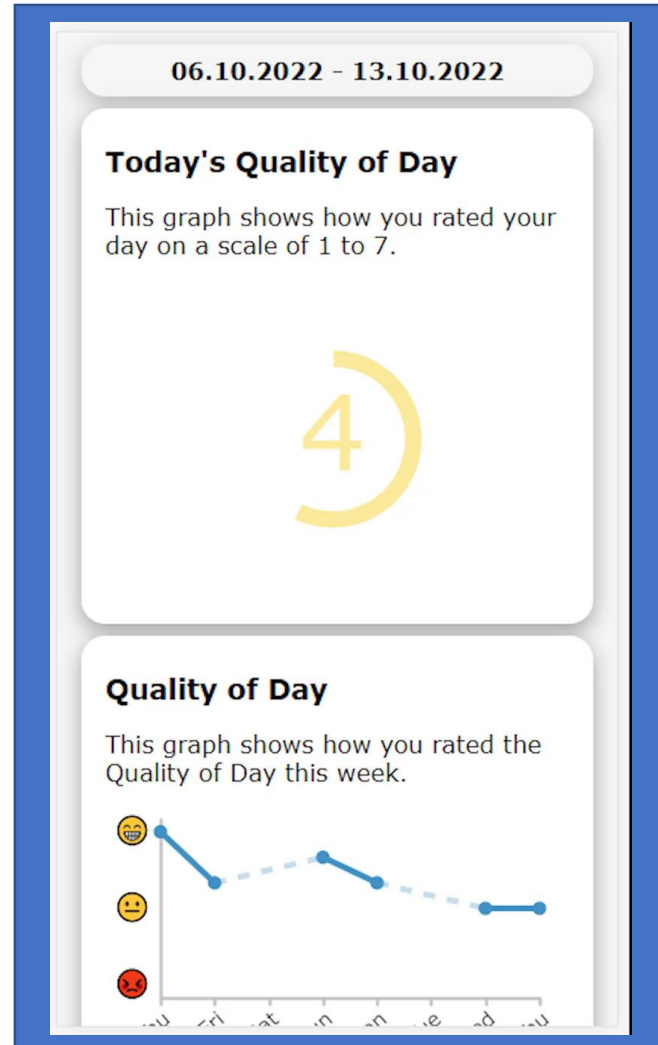 06.10.2022 - 13.10.2022
Today's Quality of Day
This graph shows how you rated your
day on a scale of 1 to 7.
4
Quality of Day
This graph shows how you rated the
Quality of Day this week.
Fri